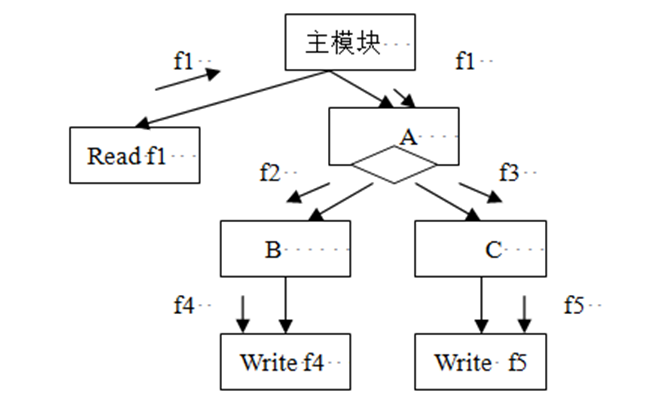 主模块
f1
f1
A
Read f1
f2
f3
B
C
f4
f5
Write f4
Write f5